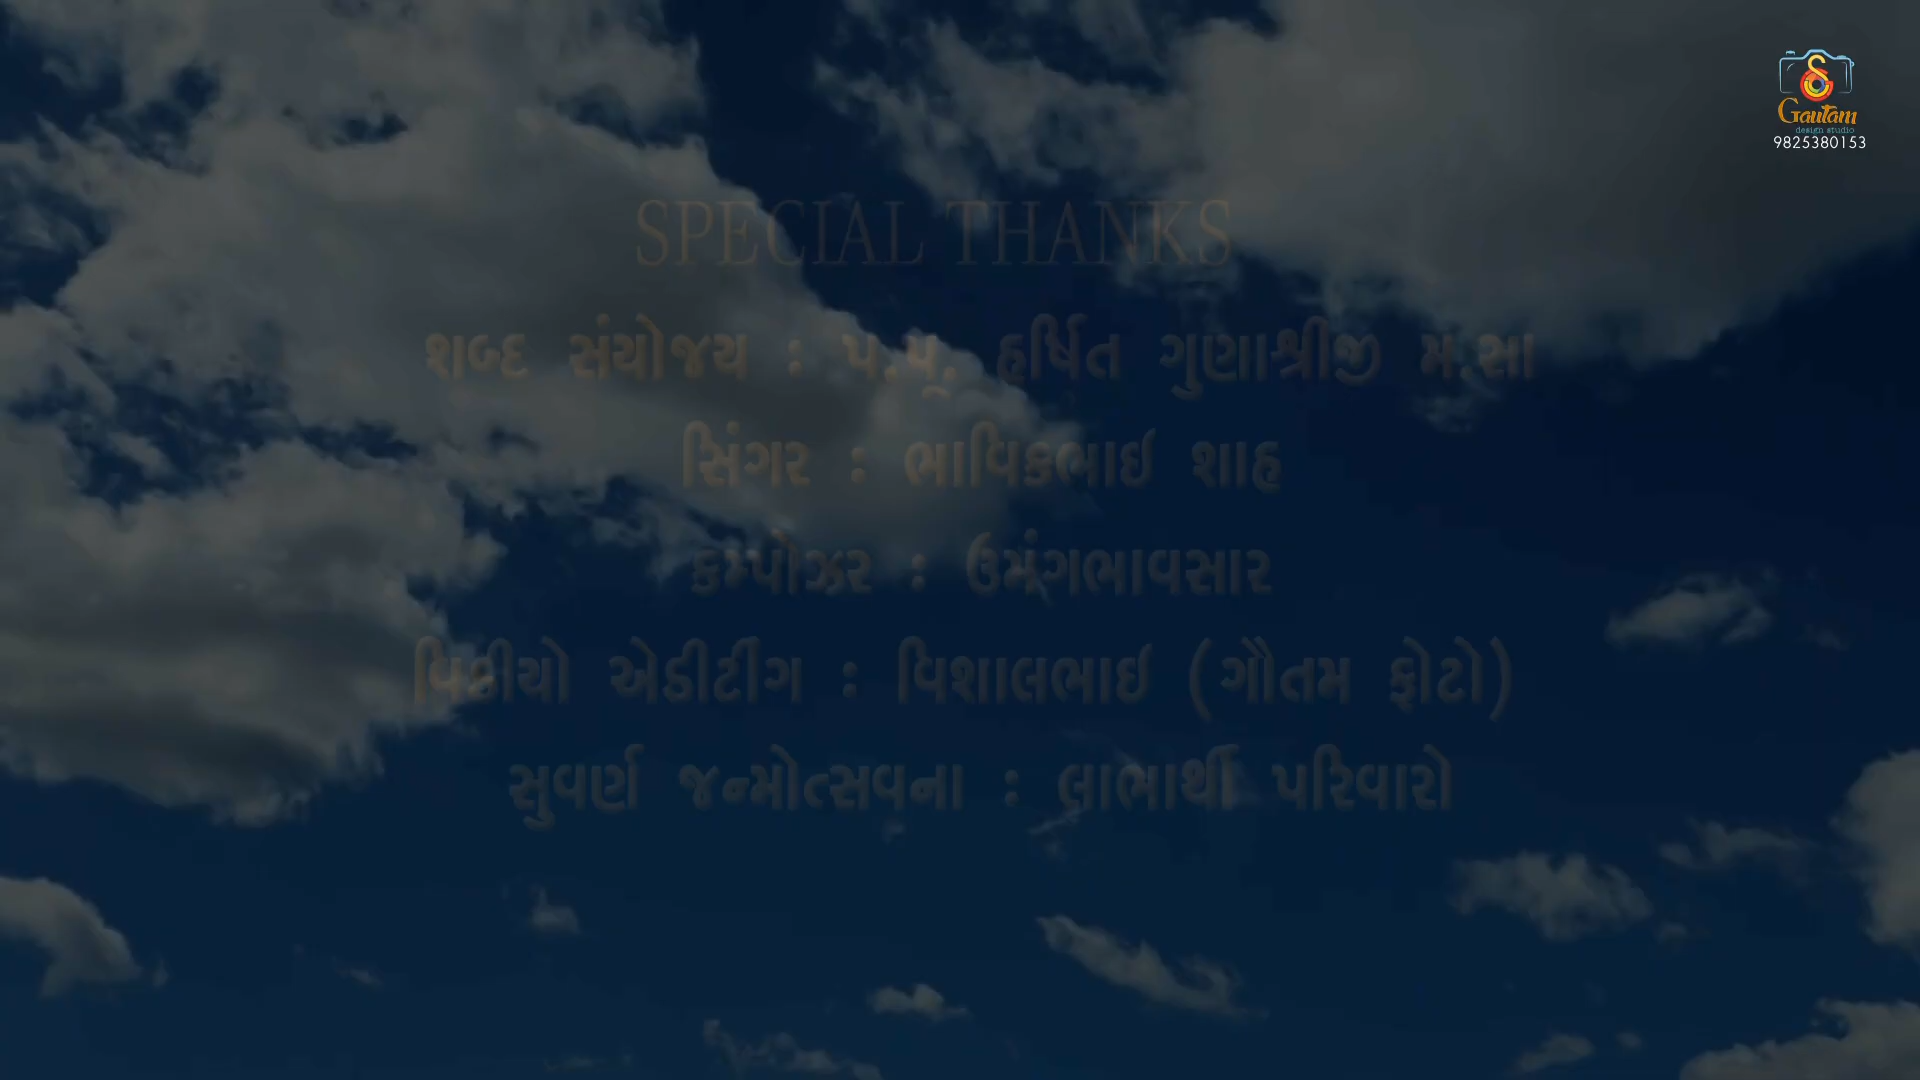 Gautam
design studio
9825380153
SPECIAL THANKS
શબ્દ સંયોજય : પ.પૂ. હર્ષિત ગુણાશ્રીજી મ.સા
સિંગર : ભાવિકભાઇ શાહ
કમ્પોઝર : ઉમંગભાવસાર
વિડીયો એડીટીંગ : વિશાલભાઇ (ગૌતમ ફોટો)
સુવર્ણ જન્મોત્સવના : લાભાર્થી પરિવારો